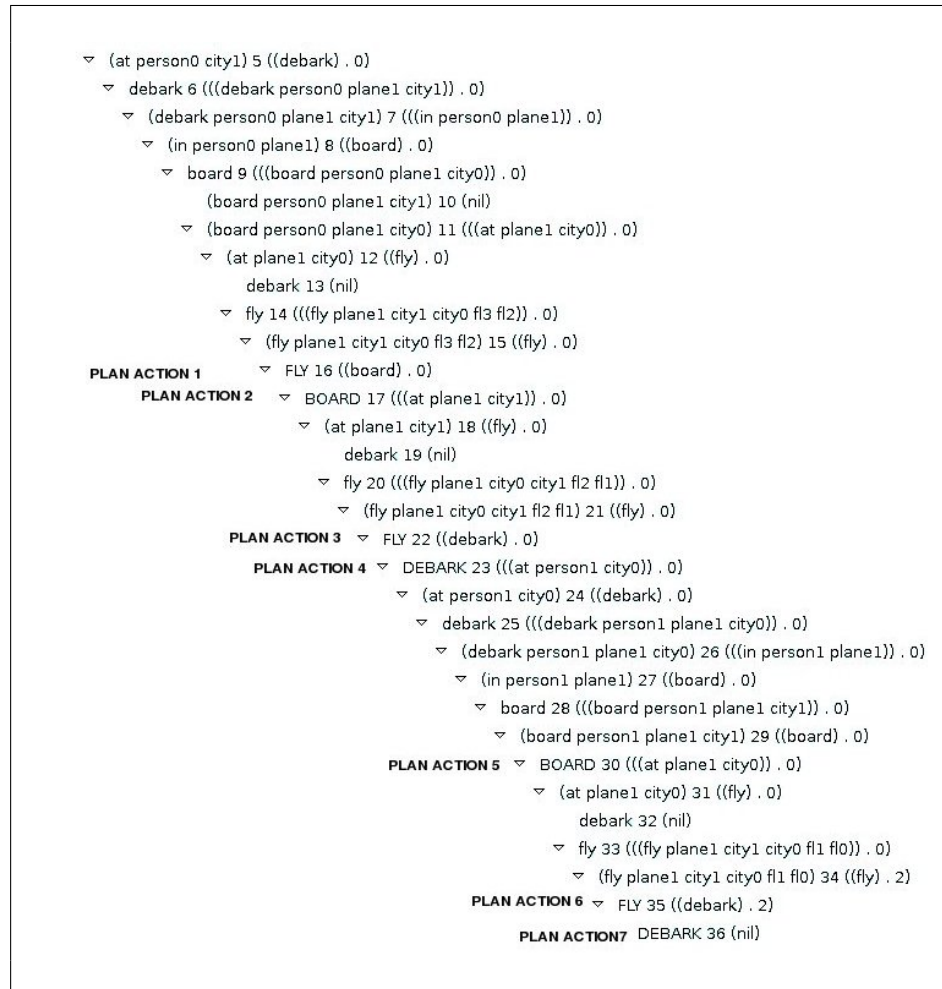 (at person0 city1) 5 ((debark) . 0)
debark 6 (((debark person0 plane1 city1)) . 0)
(debark person0 plane1 city1) 7 (((in person0 plane1)) . 0)
(in person0 plane1) 8 ((board) . 0)
board 9 (((board person0 plane1 city0)) . 0)
(board person0 plane1 city1) 10 (nil)
(board person0 plane1 city0) 11 (((at plane1 city0)) . 0)
(at plane1 city0) 12 ((fly) . 0)
debark 13 (nil)
fly 14 (((fly plane1 city1 city0 fl3 fl2)) . 0)
(fly plane1 city1 city0 fl3 fl2) 15 ((fly) . 0)
PLAN ACTION 1 FLY 16 ((board) . 0)
PLAN ACTION 2 BOARD 17 (((at plane1 city1)) . 0)
(at plane1 city1) 18 ((fly) . 0)
debark 19 (nil)
fly 20 (((fly plane1 city0 city1 fl2 fl1)) . 0)
(fly plane1 city0 city1 fl2 fl1) 21 ((fly) . 0)
PLAN ACTION 3 FLY 22 ((debark) . 0)
PLAN ACTION 4 DEBARK 23 (((at person1 city0)) . 0)
(at person1 city0) 24 ((debark) . 0)
debark 25 (((debark person1 plane1 city0)) . 0)
(debark person1 plane1 city0) 26 (((in person1 plane1)) . 0)
(in person1 plane1) 27 ((board) . 0)
board 28 (((board person1 plane1 city1)) . 0)
(board person1 plane1 city1) 29 ((board) . 0)
PLAN ACTION 5 BOARD 30 (((at plane1 city0)) . 0)
(at plane1 city0) 31 ((fly) . 0)
debark 32 (nil)
fly 33 (((fly plane1 city1 city0 fl1 fl0)) . 0)
(fly plane1 city1 city0 fl1 fl0) 34 ((fly) . 2)
PLAN ACTION 6 FLY 35 ((debark) . 2)
PLAN ACTION7 DEBARK 36 (nil)